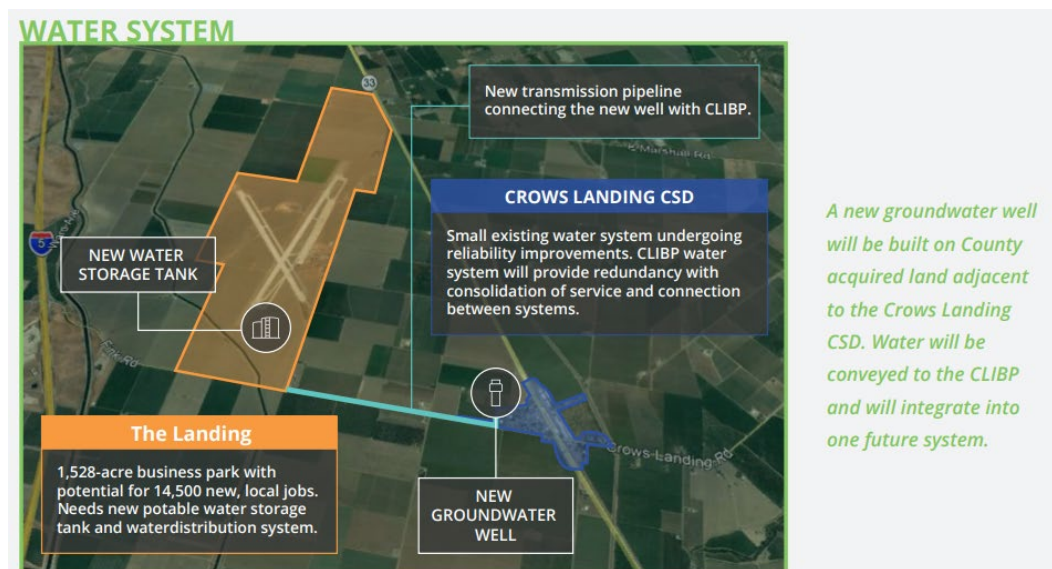 WATER SYSTEM
33
New transmission pipeline
connecting the new well with CLIBP.
E Marshall Rd
CROWS LANDING CSD
Small existing water system undergoing
reliability improvements. CLIBP water
system will provide redundancy with
consolidation of service and connection
between systems.
5
NEW WATER
STORAGE TANK
Fink Rd
The Landing
1,528-acre business park with
potential for 14,500 new, local jobs.
Needs new potable water storage
tank and waterdistribution system.
Crows Landing Rd
NEW
GROUNDWATER
WELL
A new groundwater well
will be built on County
acquired land adjacent
to the Crows Landing
CSD. Water will be
conveyed to the CLIBP
and will integrate into
one future system.